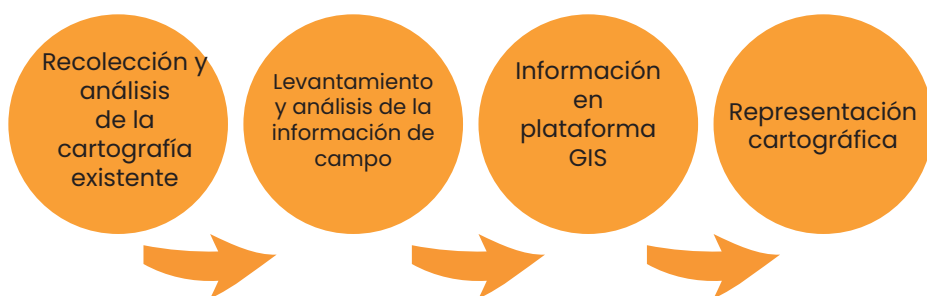 Recolección y
análisis
de la
cartografía
existente
Levantamiento
y análisis de la
información de
campo
Información
en
plataforma
GIS
Representación
cartográfica